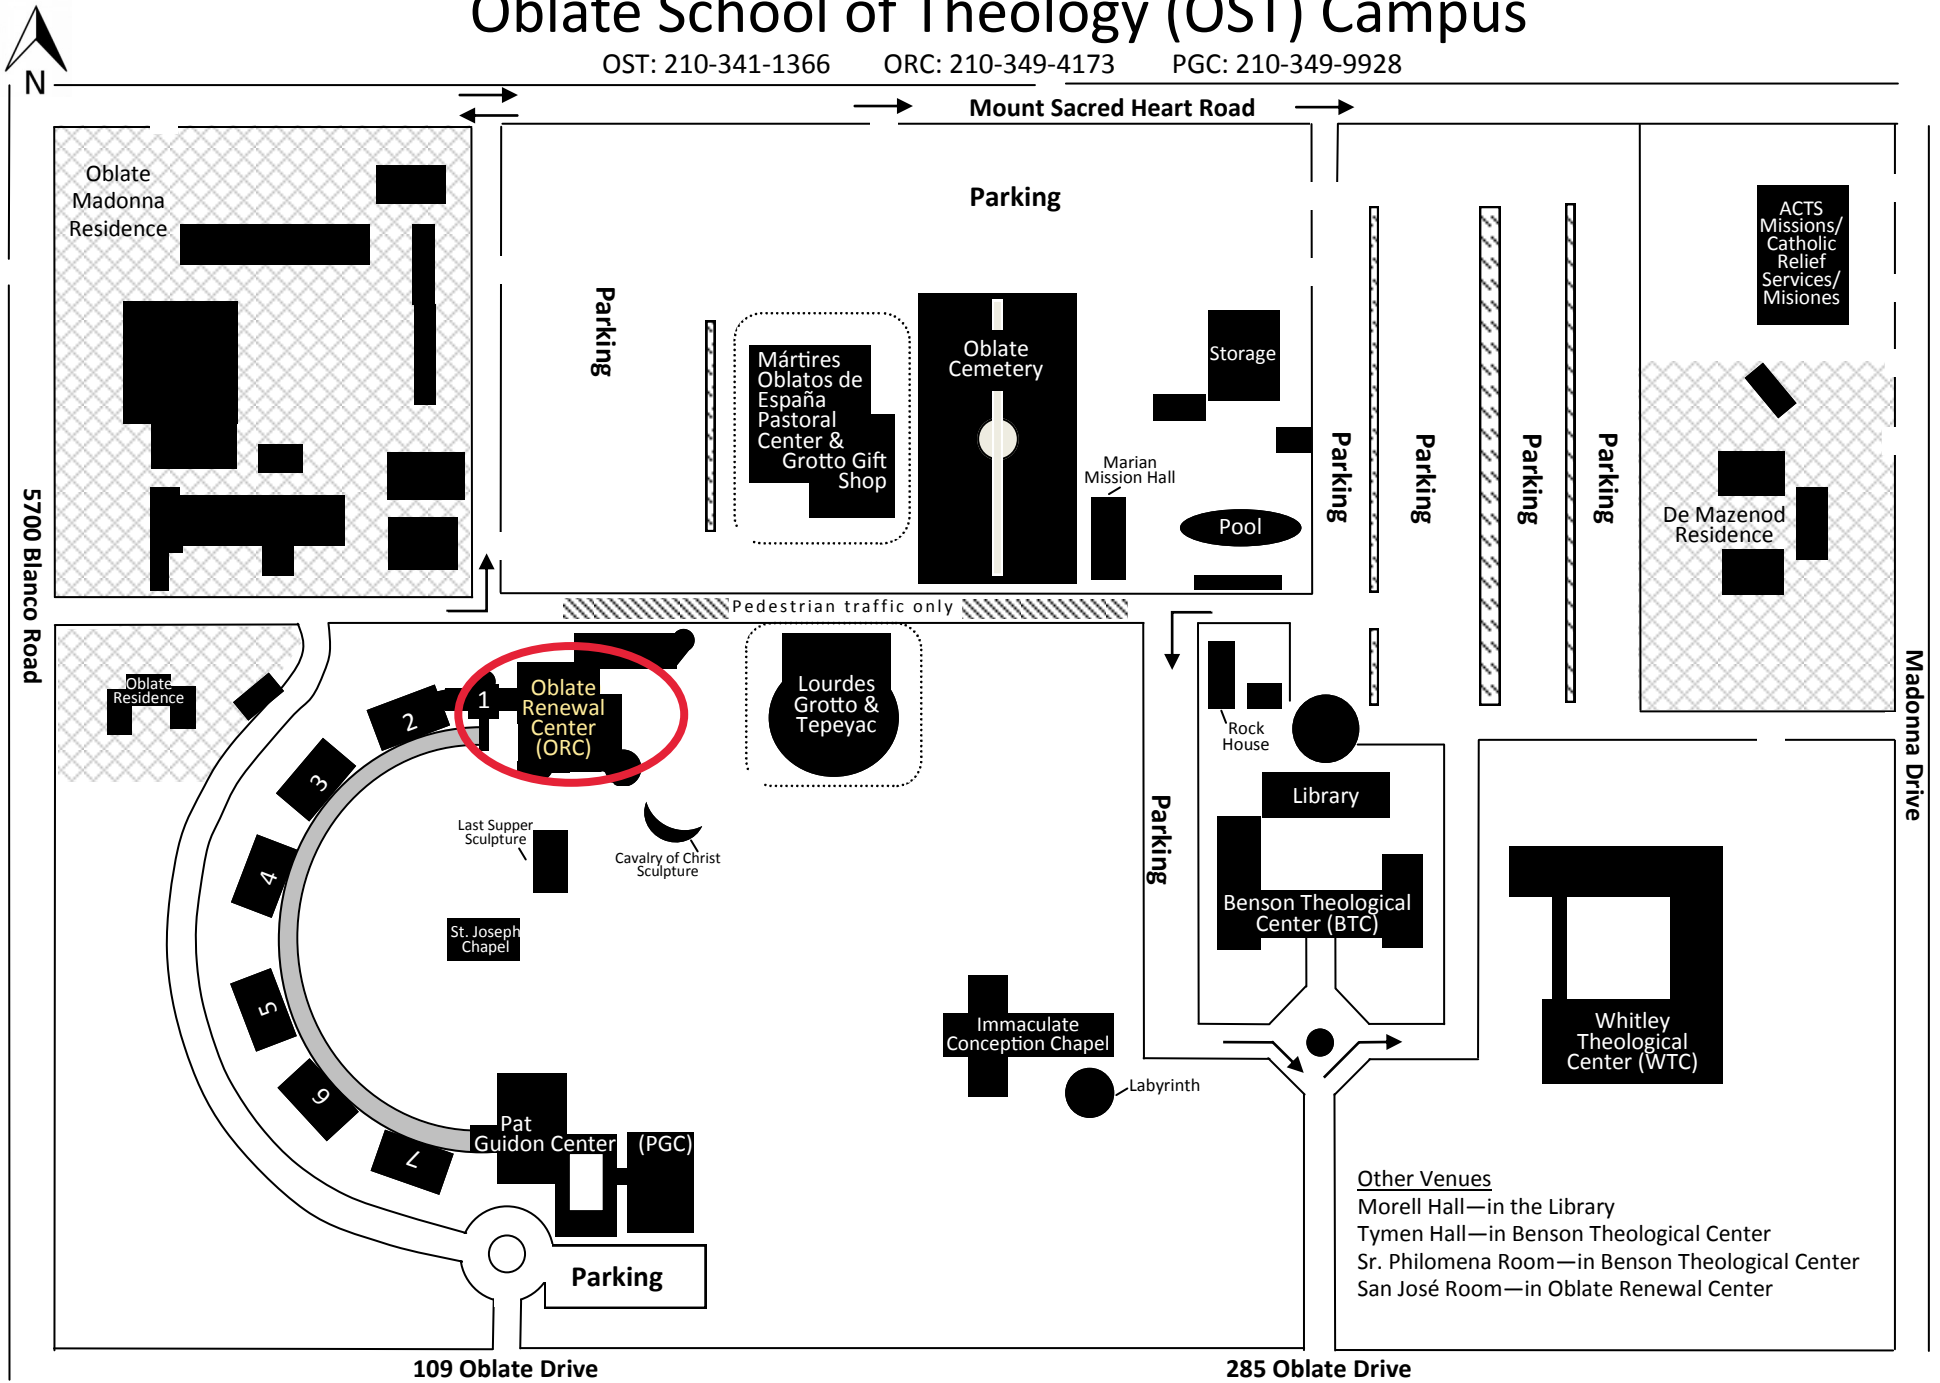 Oblate School of Theology (OST) Campus
OST: 210-341-1366 ORC: 210-349-4173 PGC: 210-349-9928
N
Mount Sacred Heart Road
Oblate
Madonna
Residence
Parking
ACTS
Missions/
Catholic
Relief
Services/
Misiones
Parking
Mártires
Oblatos de
España
Pastoral
Center &
Grotto Gift
Shop
Oblate
Cemetery
Storage
Marian
Mission Hall
Pool
Parking
Parking
Parking
Parking
De Mazenod
Residence
5700 Blanco Road
Pedestrian traffic only
Oblate
Residence
1
2
3
4
5
6
7
Oblate
Renewal
Center
(ORC)
Lourdes
Grotto &
Tepeyac
Rock
House
Madonna Drive
Library
Parking
Last Supper
Sculpture
Cavalry of Christ
Sculpture
St. Joseph
Chapel
Benson Theological
Center (BTC)
Immaculate
Conception Chapel
Labyrinth
Whitley
Theological
Center (WTC)
Pat
Guidon Center (PGC)
Parking
Other Venues
Morell Hall—in the Library
Tymen Hall—in Benson Theological Center
Sr. Philomena Room—in Benson Theological Center
San José Room—in Oblate Renewal Center
109 Oblate Drive
285 Oblate Drive